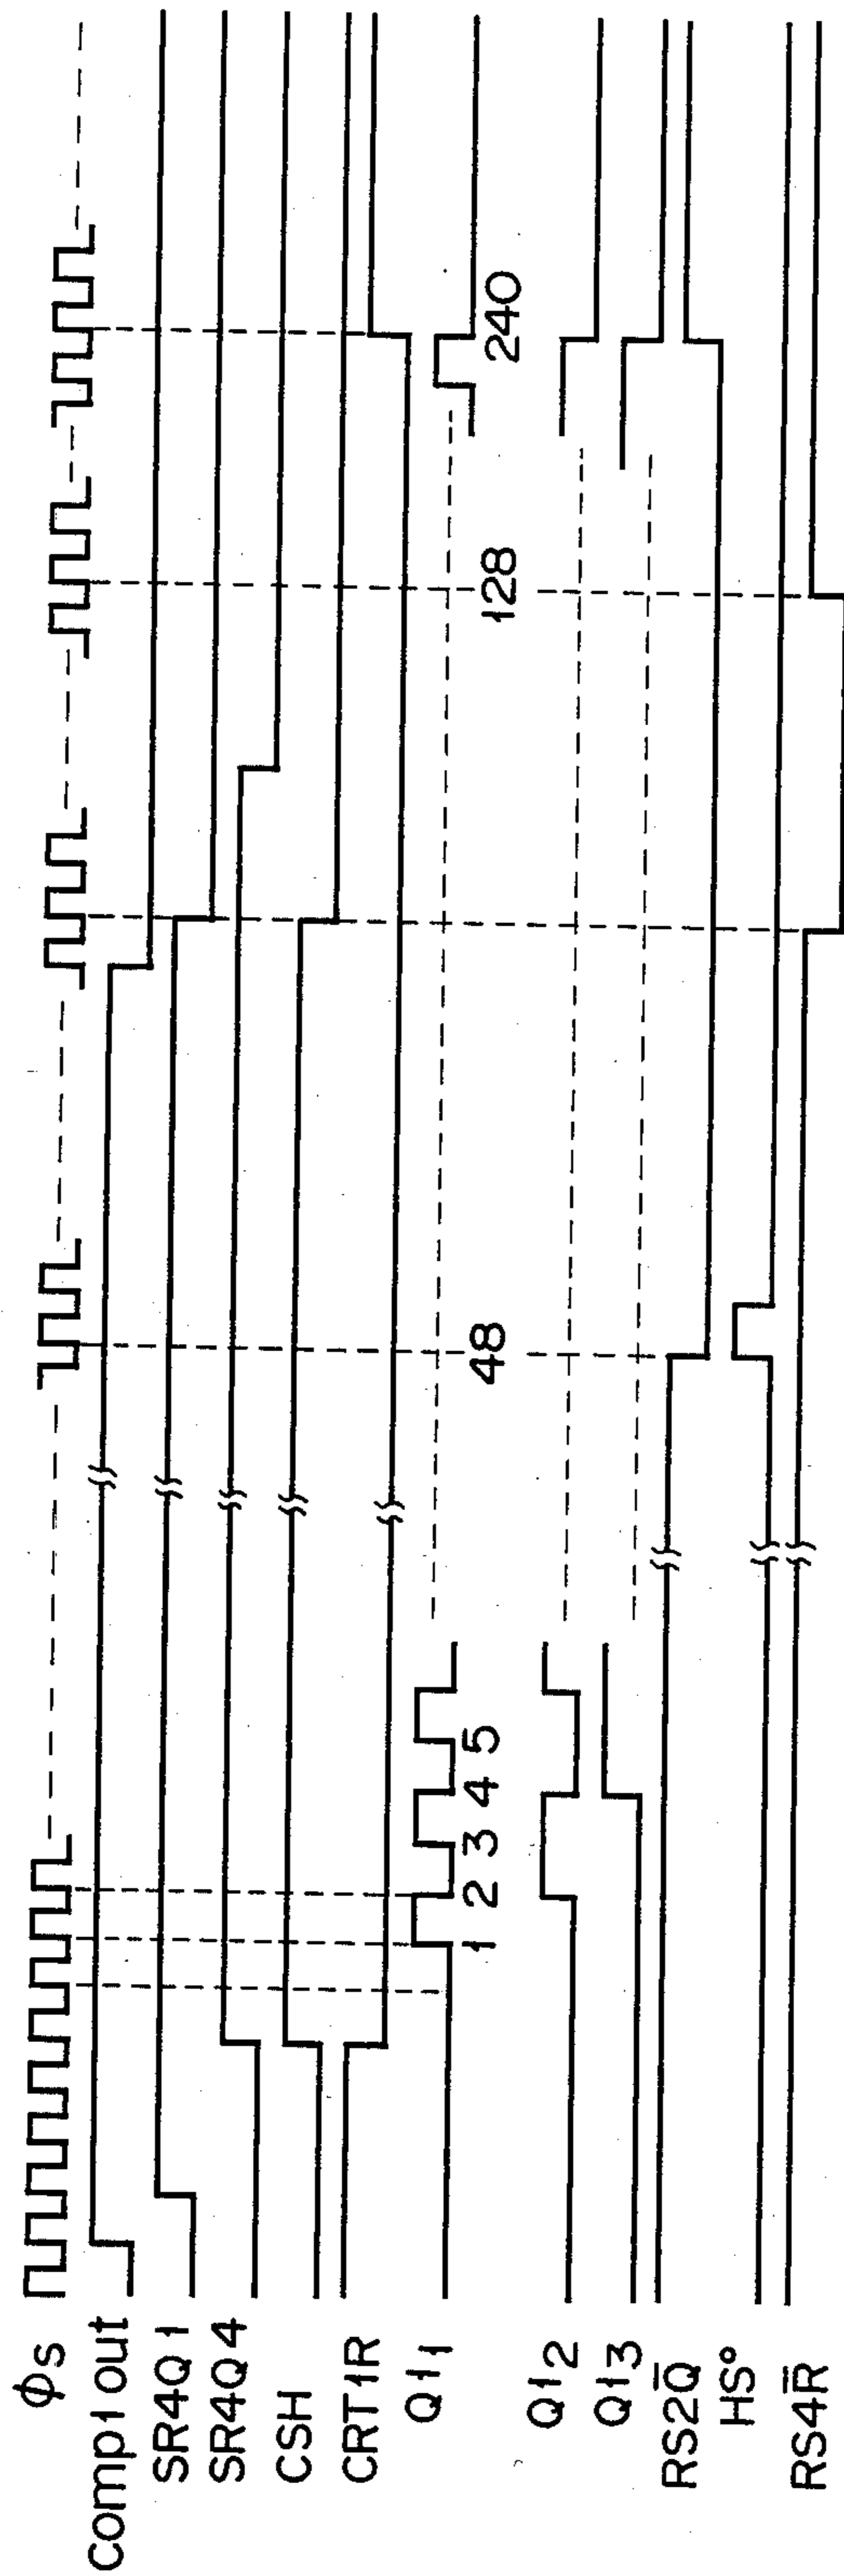 φs
Comp1 out
SR4Q1
SR4Q4
CSH
CRT1R
Q1₁
1 2 3 4 5 48 128 240
Q1₂
Q1₃
RS2Q̄
HS°
RS4R̄